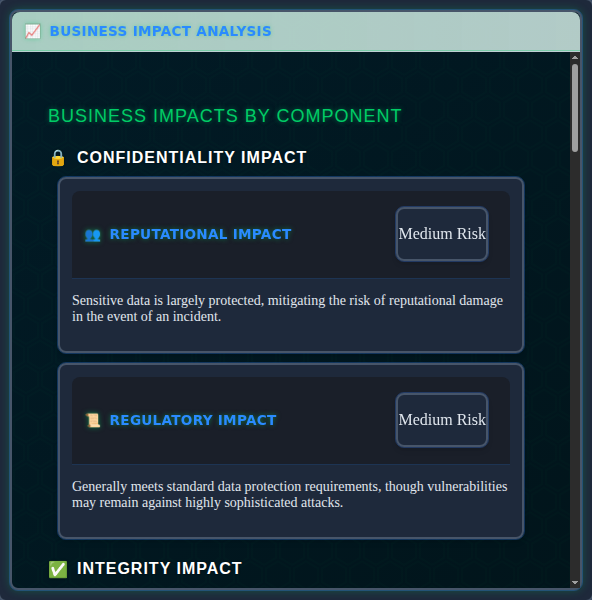 BUSINESS IMPACT ANALYSIS
BUSINESS IMPACTS BY COMPONENT
CONFIDENTIALITY IMPACT
REPUTATIONAL IMPACT
Medium Risk
Sensitive data is largely protected, mitigating the risk of reputational damage
in the event of an incident.
REGULATORY IMPACT
Medium Risk
Generally meets standard data protection requirements, though vulnerabilities
may remain against highly sophisticated attacks.
INTEGRITY IMPACT